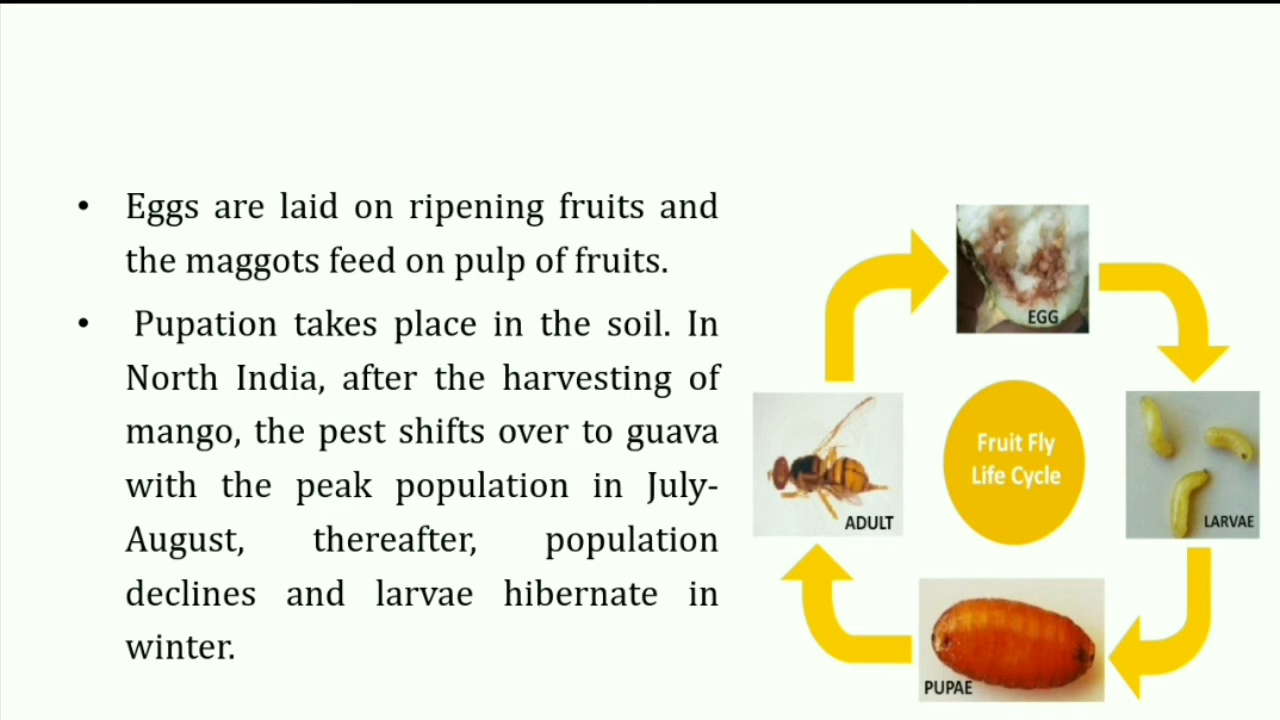 • Eggs are laid on ripening fruits and
the maggots feed on pulp of fruits.
• Pupation takes place in the soil. In
North India, after the harvesting of
mango, the pest shifts over to guava
with the peak population in July-
August, thereafter, population
declines and larvae hibernate in
winter.
EGG
Fruit Fly
Life Cycle
ADULT
LARVAE
PUPAE